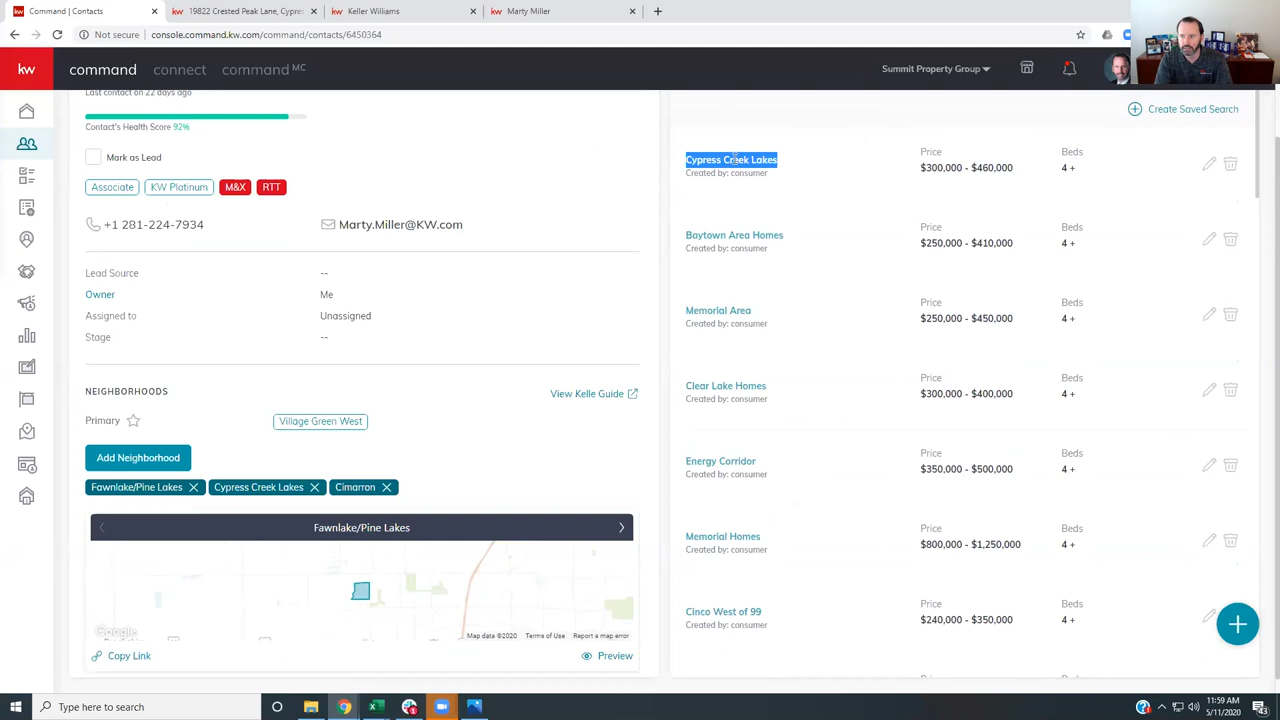 Command | Contacts
19822 Crested Peak Lane, Cypre
Keller Williams
Marty Miller
Not secure
console.command.kw.com/command/contacts/6450364
kw
command
connect
command MC
Summit Property Group
Last contact on 22 days ago
Contact's Health Score 92%
Mark as Lead
Associate
KW Platinum
M&X
RTT
+1 281-224-7934
Marty.Miller@KW.com
Lead Source
--
Owner
Me
Assigned to
Unassigned
Stage
--
NEIGHBORHOODS
View Kelle Guide
Primary
Village Green West
Add Neighborhood
Fawnlake/Pine Lakes
Cypress Creek Lakes
Cimarron
Fawnlake/Pine Lakes
Google
Map data ©2020
Terms of Use
Report a map error
Copy Link
Preview
Create Saved Search
Cypress Creek Lakes
Created by: consumer
Price
$300,000 - $460,000
Beds
4 +
Baytown Area Homes
Created by: consumer
Price
$250,000 - $410,000
Beds
4 +
Memorial Area
Created by: consumer
Price
$250,000 - $450,000
Beds
4 +
Clear Lake Homes
Created by: consumer
Price
$300,000 - $400,000
Beds
4 +
Energy Corridor
Created by: consumer
Price
$350,000 - $500,000
Beds
4 +
Memorial Homes
Created by: consumer
Price
$800,000 - $1,250,000
Beds
4 +
Cinco West of 99
Created by: consumer
Price
$240,000 - $350,000
Beds
4 +
Type here to search
11:59 AM
5/11/2020
43